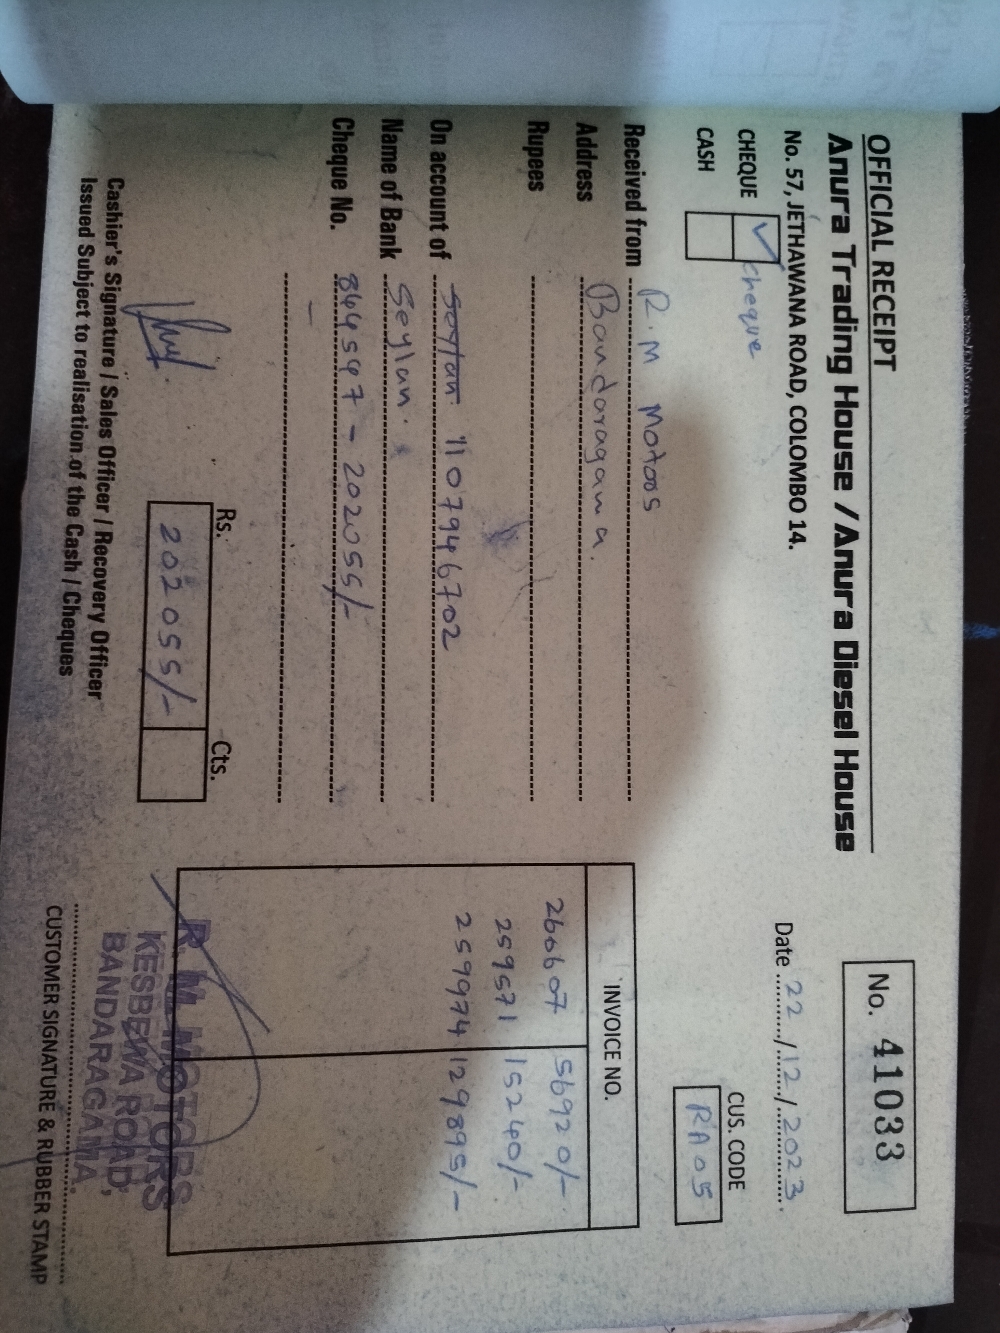 OFFICIAL RECEIPT
Anura Trading House / Anura Diesel House
No. 57, JETHAWANA ROAD, COLOMBO 14.
No. 41033
Date 22/12/2023
CHEQUE ✓ cheque
CASH
CUS. CODE
RA05
Received from R.M Motors
Address Bandaragama.
Rupees
On account of 1107946702
Name of Bank Seylan.
Cheque No. 844597 - 202055/-
INVOICE NO.
260607 56920/-
259571 15240/-
259974 129895/-
Rs. Cts.
202055/-
Cashier's Signature / Sales Officer / Recovery Officer
Issued Subject to realisation of the Cash / Cheques
R. M. MOTORS
KESBEWA ROAD,
BANDARAGAMA.
CUSTOMER SIGNATURE & RUBBER STAMP